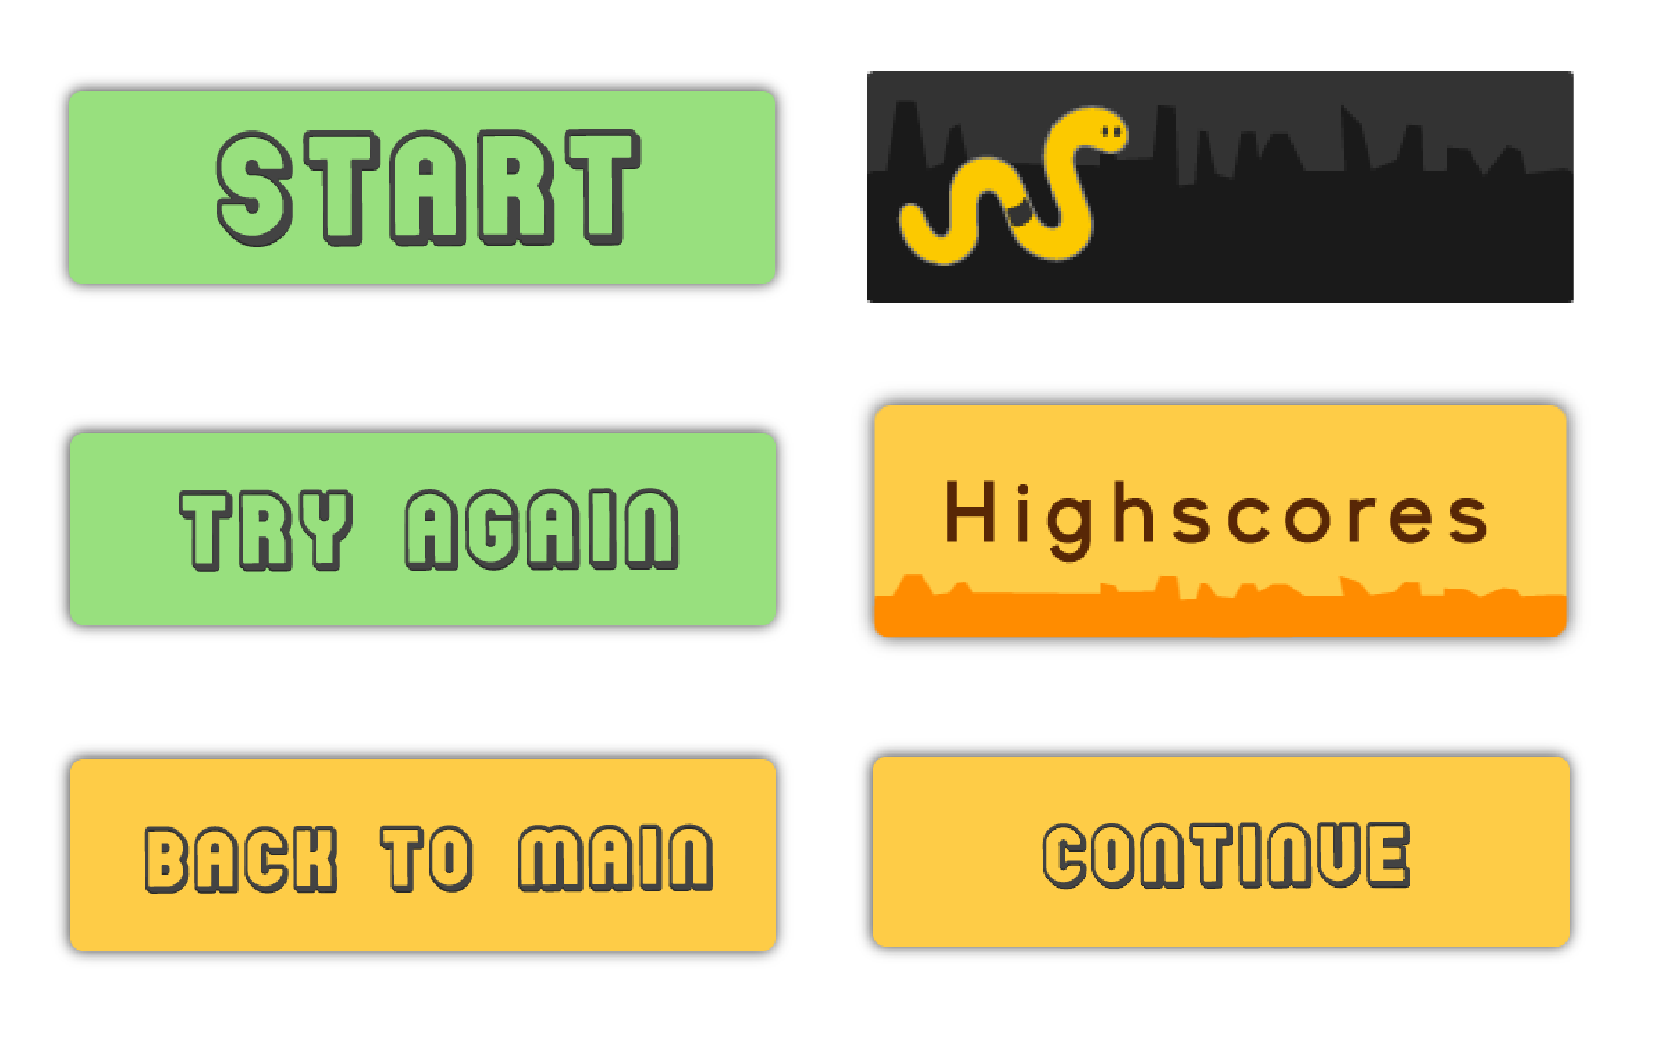 START
TRY AGAIN
Highscores
BACK TO MAIN
CONTINUE